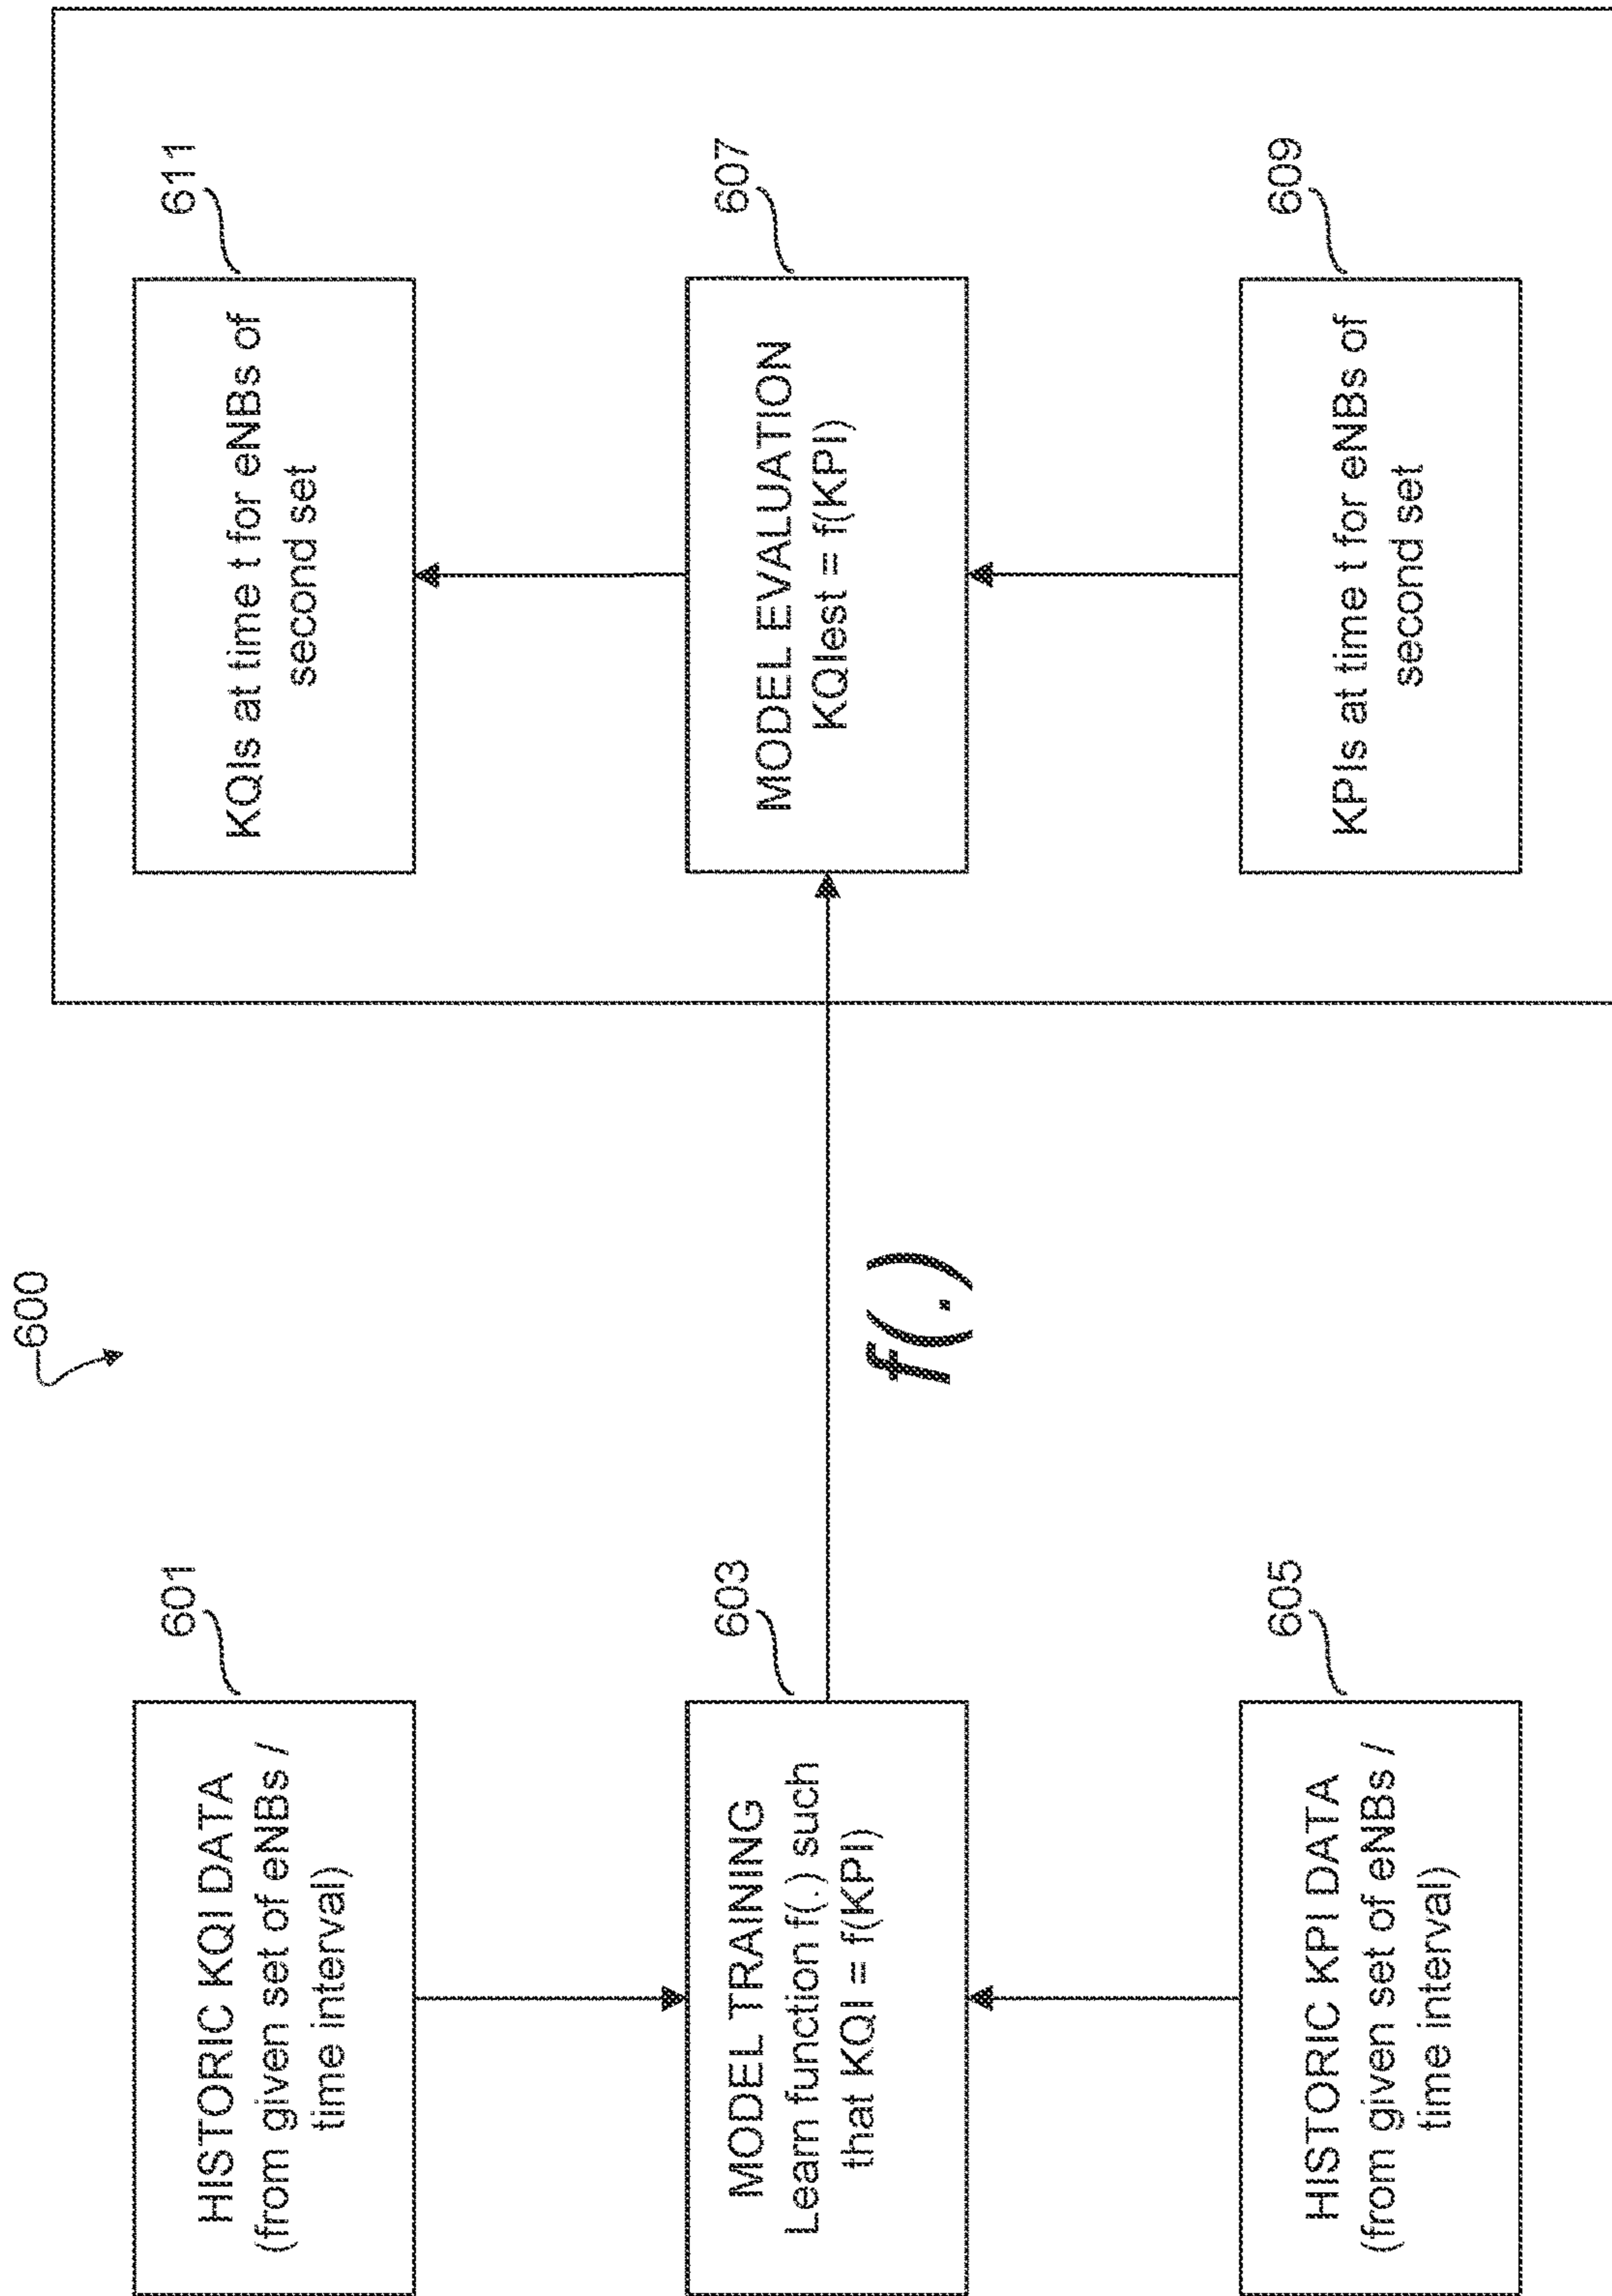 600
601
HISTORIC KQI DATA
(from given set of eNBs /
time interval)
603
MODEL TRAINING
Learn function f(.) such
that KQI = f(KPI)
605
HISTORIC KPI DATA
(from given set of eNBs /
time interval)
f(.)
611
KQIs at time t for eNBs of
second set
607
MODEL EVALUATION
KQIest = f(KPI)
609
KPIs at time t for eNBs of
second set